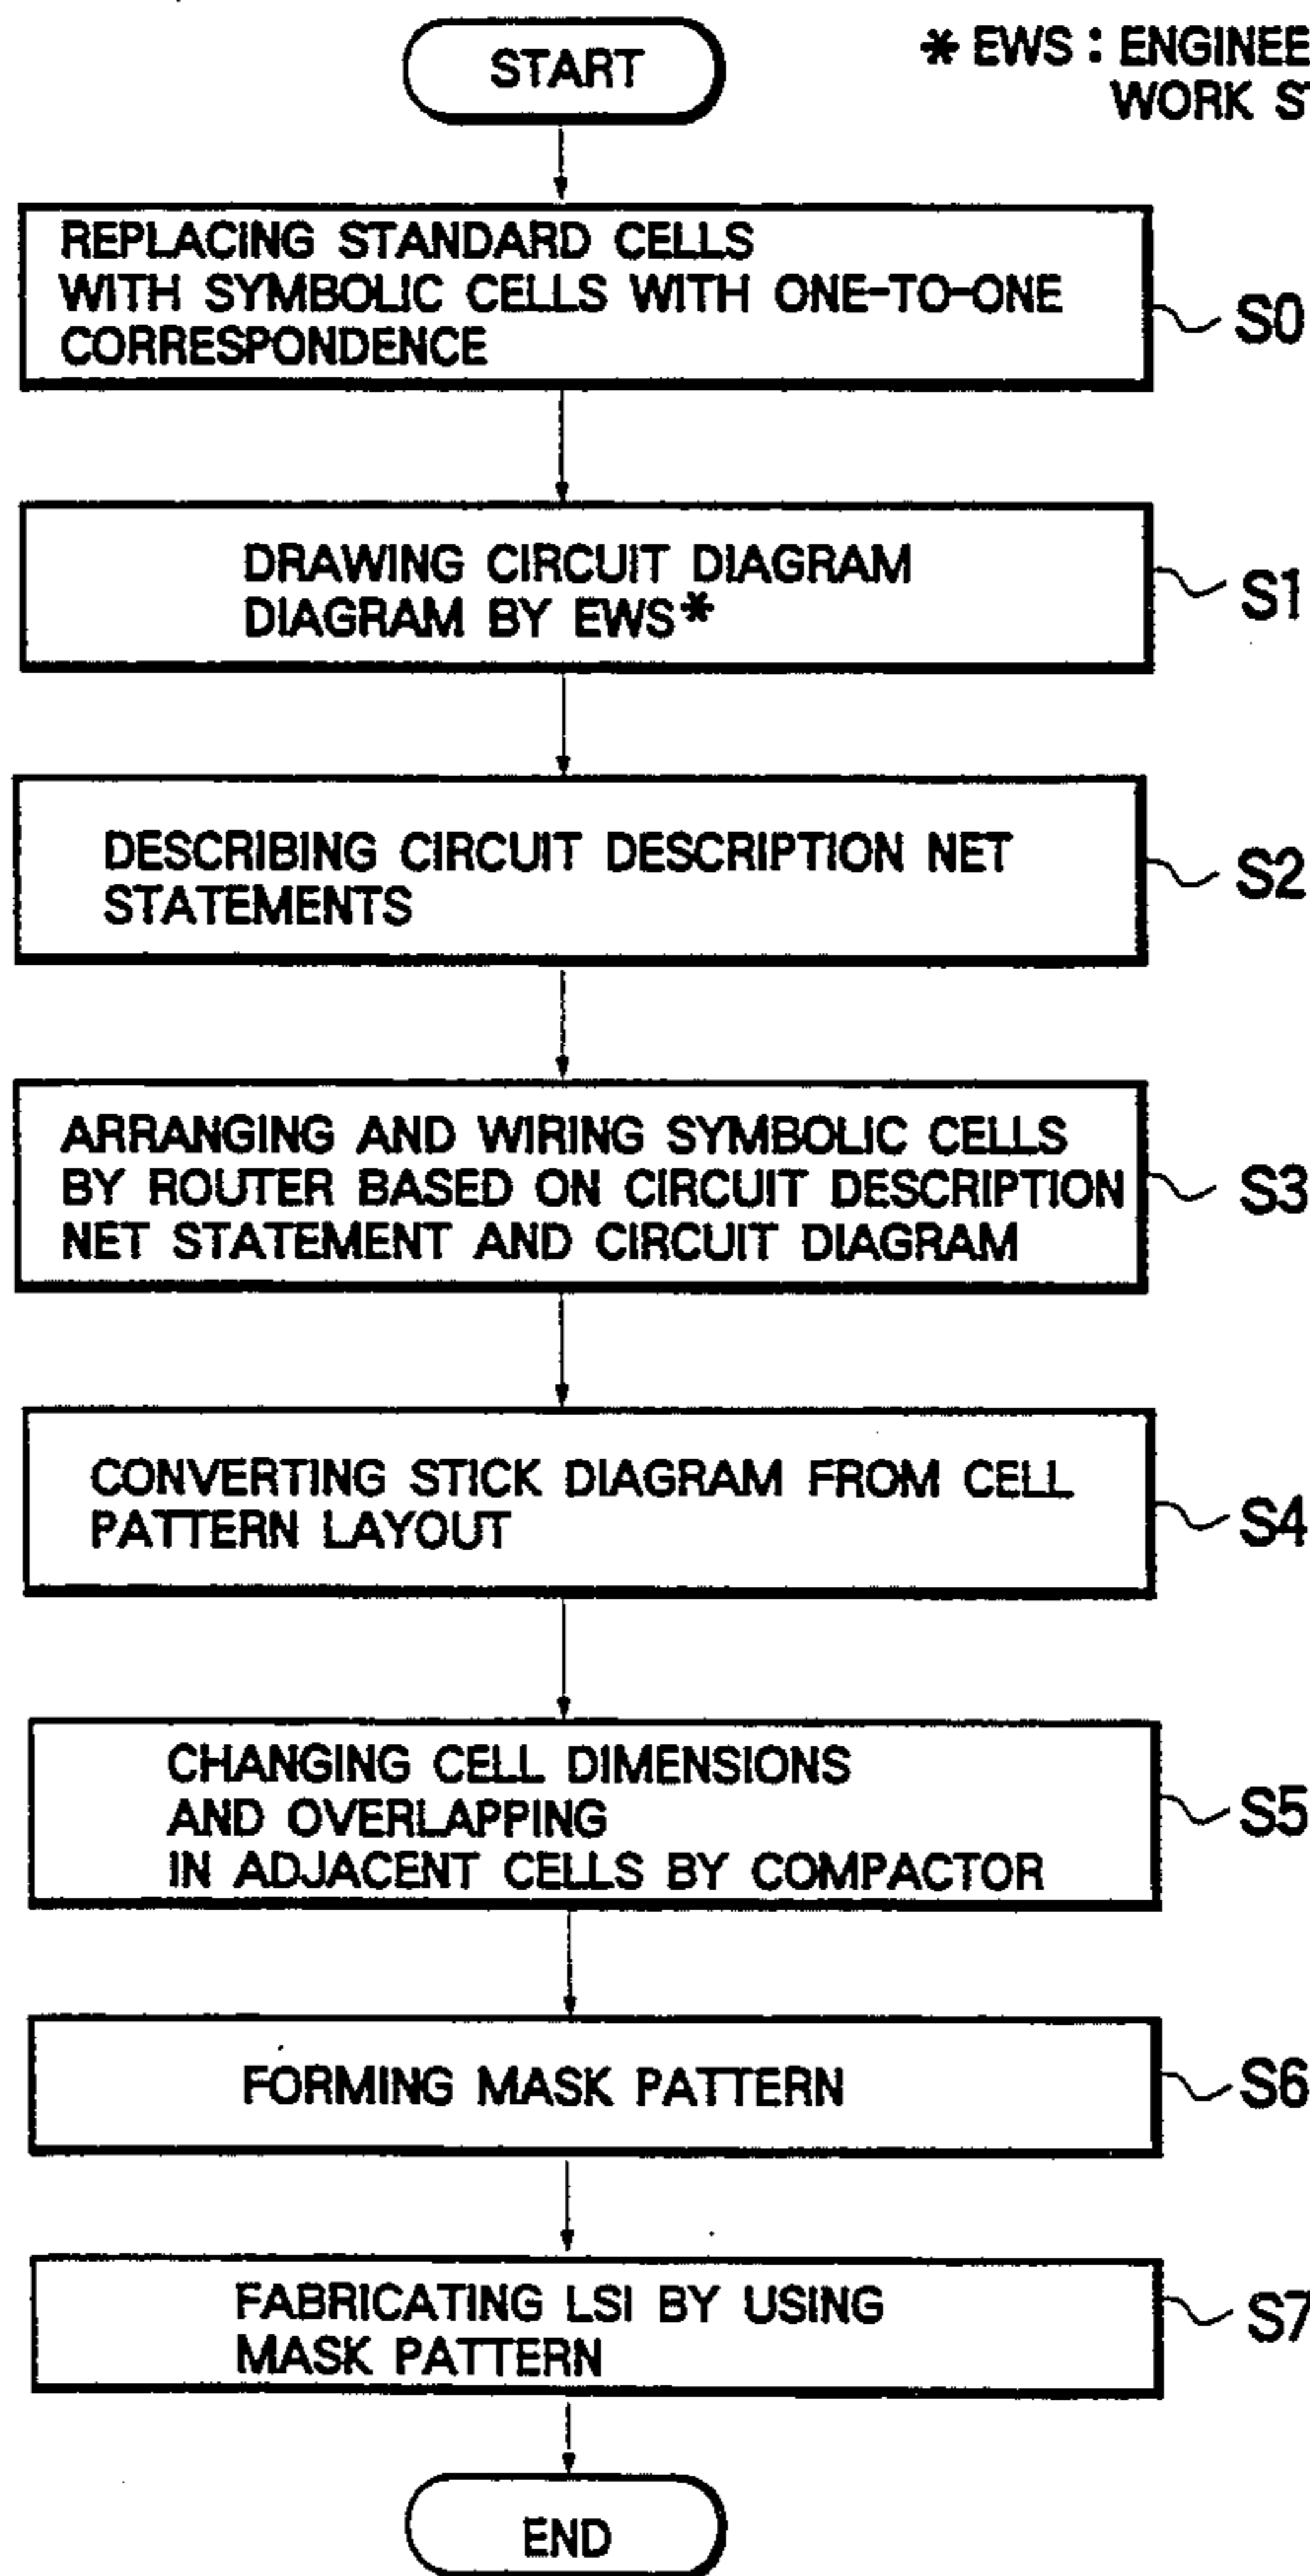 START
* EWS : ENGINEE
WORK ST
REPLACING STANDARD CELLS
WITH SYMBOLIC CELLS WITH ONE-TO-ONE
CORRESPONDENCE
S0
DRAWING CIRCUIT DIAGRAM
DIAGRAM BY EWS*
S1
DESCRIBING CIRCUIT DESCRIPTION NET
STATEMENTS
S2
ARRANGING AND WIRING SYMBOLIC CELLS
BY ROUTER BASED ON CIRCUIT DESCRIPTION
NET STATEMENT AND CIRCUIT DIAGRAM
S3
CONVERTING STICK DIAGRAM FROM CELL
PATTERN LAYOUT
S4
CHANGING CELL DIMENSIONS
AND OVERLAPPING
IN ADJACENT CELLS BY COMPACTOR
S5
FORMING MASK PATTERN
S6
FABRICATING LSI BY USING
MASK PATTERN
S7
END